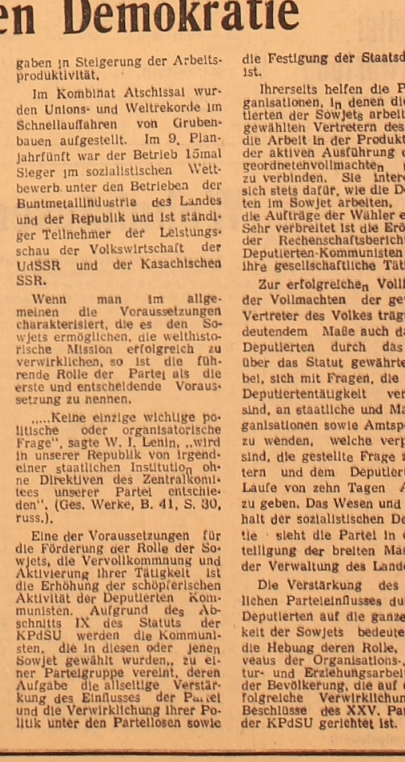 en Demokratie
gaben in Steigerung der Arbeits-
produktivität.
Im Kombinat Atschissai wur-
den Unions- und Weltrekorde im
Schnellauffahren von Gruben-
bauen aufgestellt. Im 9. Plan-
jahrfünft war der Betrieb 15mal
Sieger im sozialistischen Wett-
bewerb unter den Betrieben der
Buntmetallindustrie des Landes
und der Republik und ist ständi-
ger Teilnehmer der Leistungs-
schau der Volkswirtschaft der
UdSSR und der Kasachischen
SSR.
Wenn man im allge-
meinen die Voraussetzungen
charakterisiert, die es den So-
wjets ermöglichen, die welthisto-
rische Mission erfolgreich zu
verwirklichen, so ist die füh-
rende Rolle der Partei als die
erste und entscheidende Voraus-
setzung zu nennen.
„...Keine einzige wichtige po-
litische oder organisatorische
Frage“, sagte W. I. Lenin, „wird
in unserer Republik von irgend-
einer staatlichen Institution oh-
ne Direktiven des Zentralkomi-
tees unserer Partei entschie-
den“. (Ges. Werke, B. 41, S. 30,
russ.).
Eine der Voraussetzungen für
die Förderung der Rolle der So-
wjets, die Vervollkommnung und
Aktivierung ihrer Tätigkeit ist
die Erhöhung der schöpferischen
Aktivität der Deputierten Kom-
munisten. Aufgrund des Ab-
schnitts IX des Statuts der
KPdSU werden die Kommuni-
sten, die in diesen oder jenen
Sowjet gewählt wurden,, zu ei-
ner Parteigruppe vereint, deren
Aufgabe die allseitige Verstär-
kung des Einflusses der Partei
und die Verwirklichung ihrer Po-
litik unter den Parteilosen sowie
die Festigung der Staatsd
ist.
Ihrerseits helfen die P
ganisationen, in denen die
tierten der Sowjets arbeit
gewählten Vertretern des
die Arbeit in der Produkt
der aktiven Ausführung
geordnetenvollmachten
zu verbinden. Sie inter
sich stets dafür, wie die De
ten im Sowjet arbeiten,
die Aufträge der Wähler e
Sehr verbreitet ist die Erö
der Rechenschaftsbericht
Deputierten-Kommunisten
ihre gesellschaftliche Tät
Zur erfolgreichen Vollf
der Vollmachten der ge
Vertreter des Volkes träg
deutendem Maße auch da
Deputierten durch das
über das Statut gewährte
bei, sich mit Fragen, die
Deputiertentätigkeit ver
sind, an staatliche und Ma
ganisationen sowie Amtsp
zu wenden, welche verp
sind, die gestellte Frage
tern und dem Deputier
Laufe von zehn Tagen A
zu geben. Das Wesen und
halt der sozialistischen De
tie sieht die Partei in
teiligung der breiten Mas
der Verwaltung des Lande
Die Verstärkung des
lichen Parteieinflusses du
Deputierten auf die ganze
keit der Sowjets bedeute
die Hebung deren Rolle,
veaus der Organisations-,
tur- und Erziehungsarbei
der Bevölkerung, die auf
folgreiche Verwirklichun
Beschlüsse des XXV. Par
der KPdSU gerichtet ist.